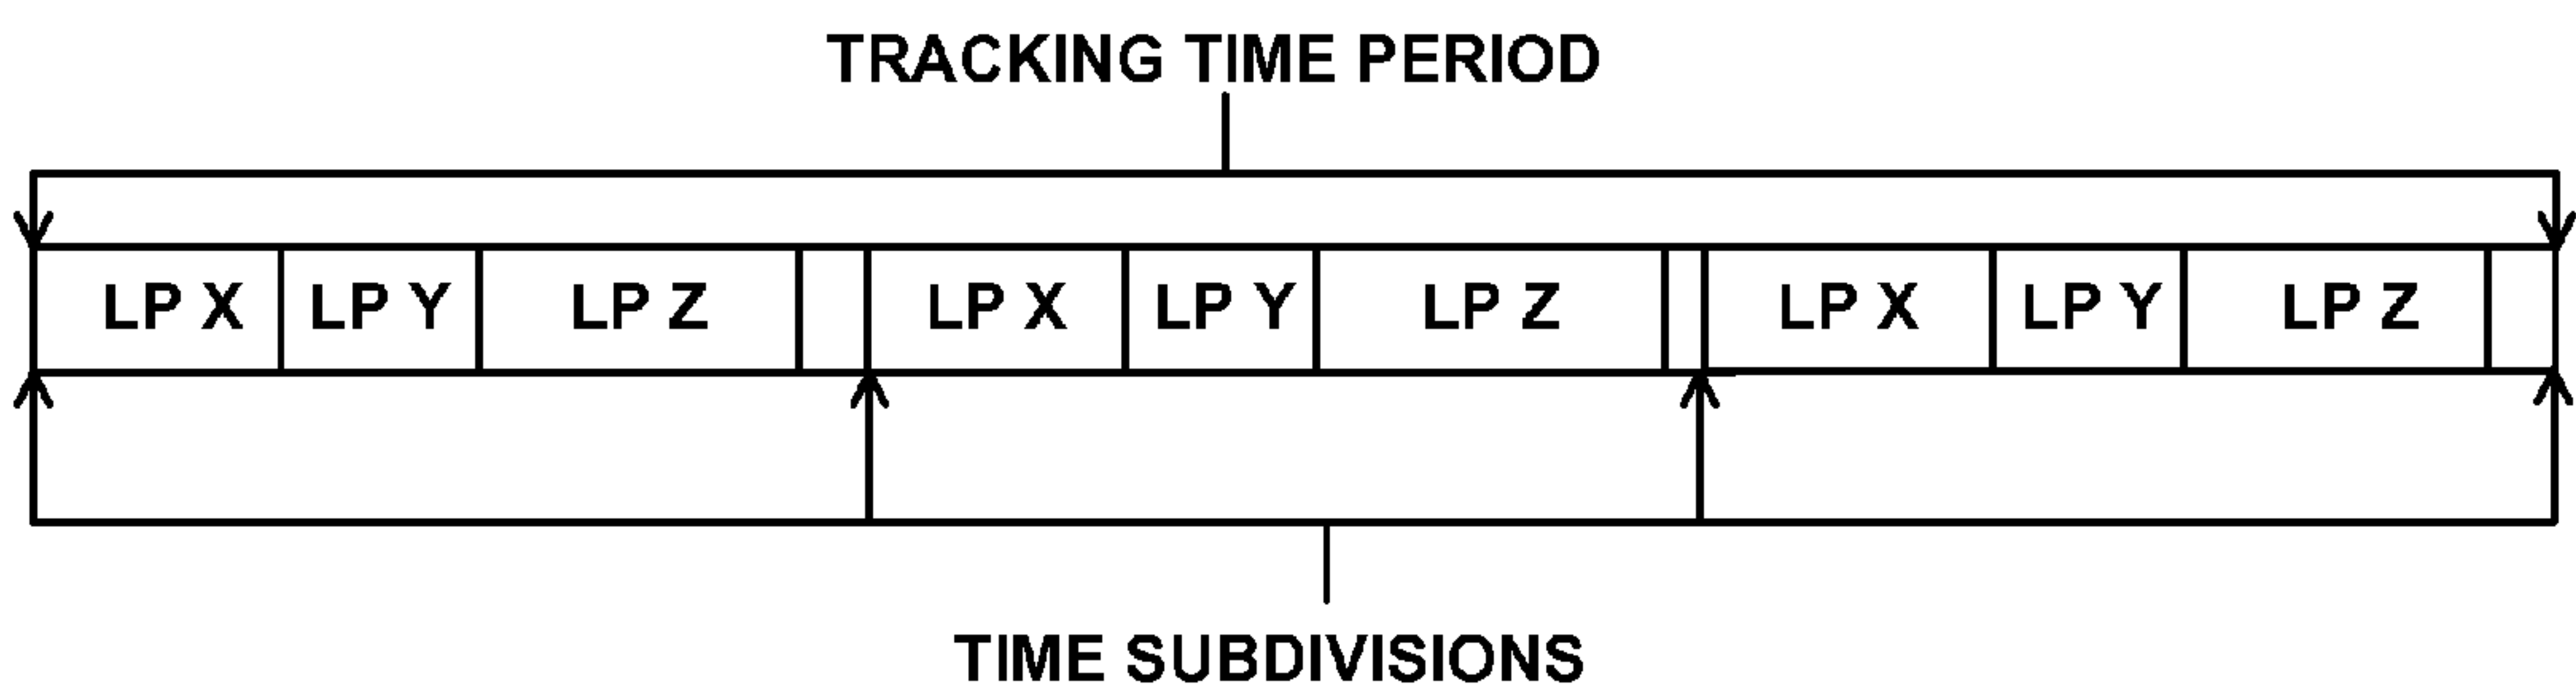 TRACKING TIME PERIOD
LP X LP Y LP Z LP X LP Y LP Z LP X LP Y LP Z
TIME SUBDIVISIONS